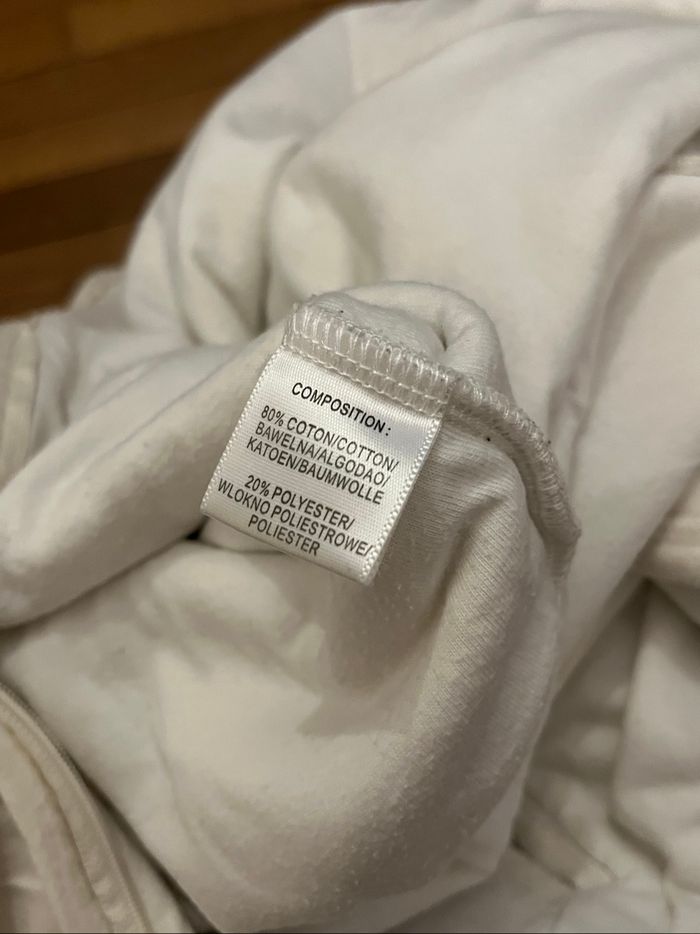 COMPOSITION:
80% COTON/COTTON/
BAWELNA/ALGODAO/
KATOEN/BAUMWOLLE
20% POLYESTER/
WLOKNO POLIESTROWE/
POLIESTER